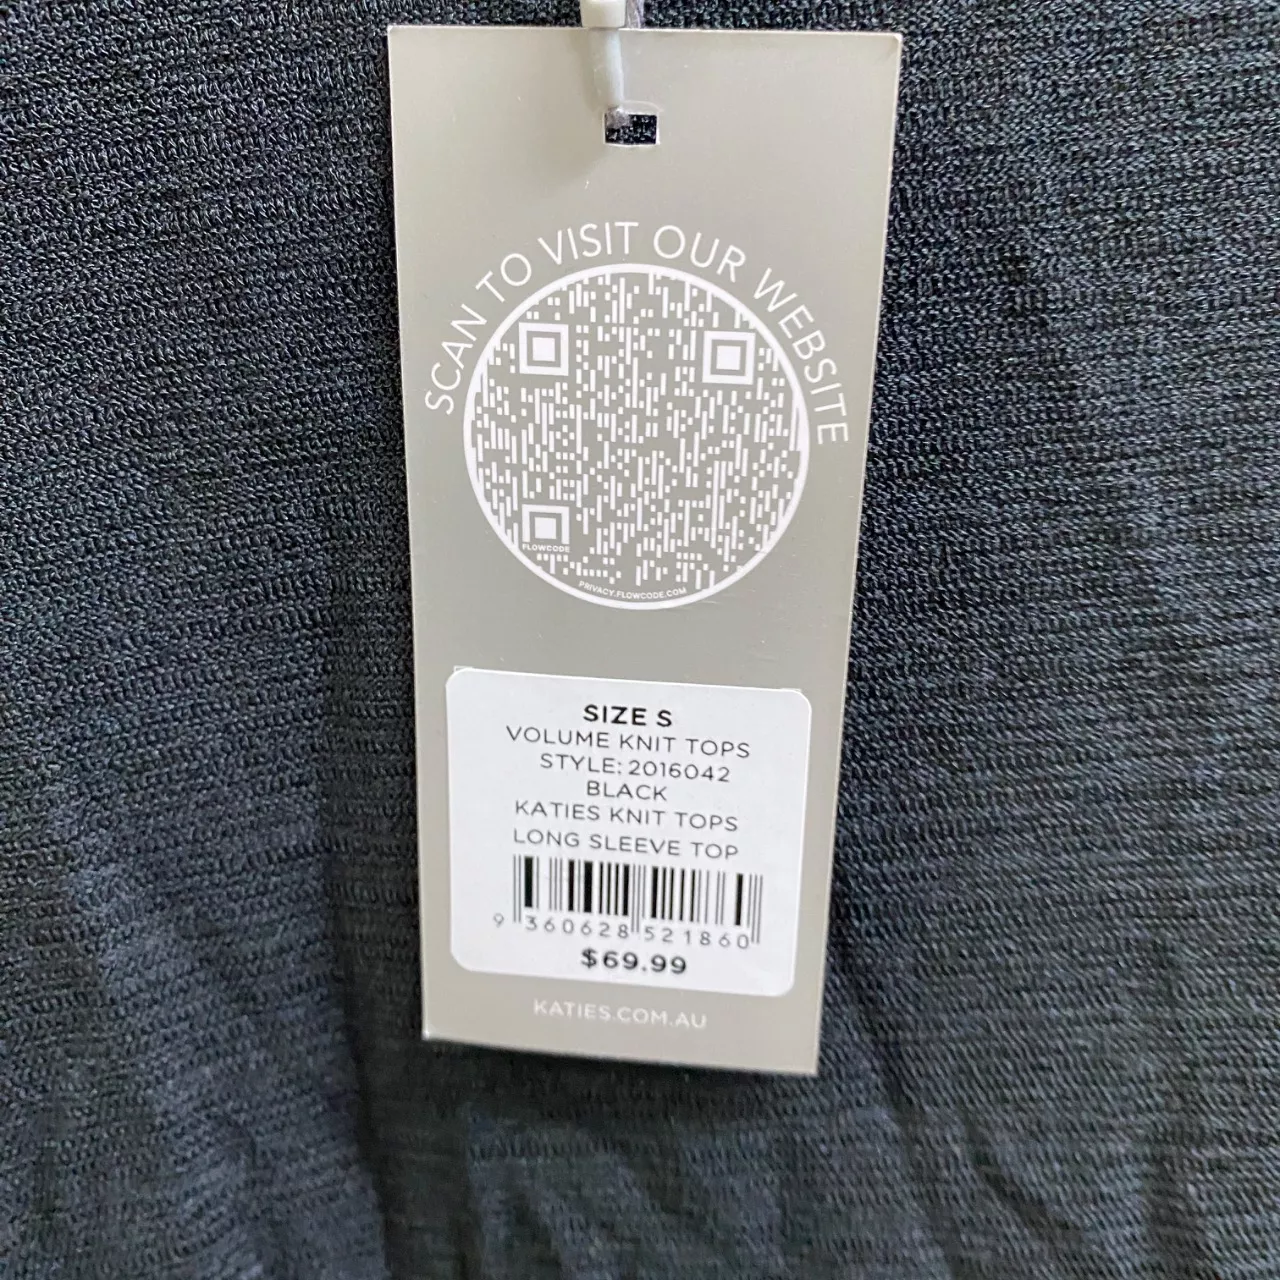 SCAN TO VISIT OUR WEBSITE
FLOWCODE
PRIVACY.FLOWCODE.COM
SIZE S
VOLUME KNIT TOPS
STYLE: 2016042
BLACK
KATIES KNIT TOPS
LONG SLEEVE TOP
9 360628 521860
$69.99
KATIES.COM.AU